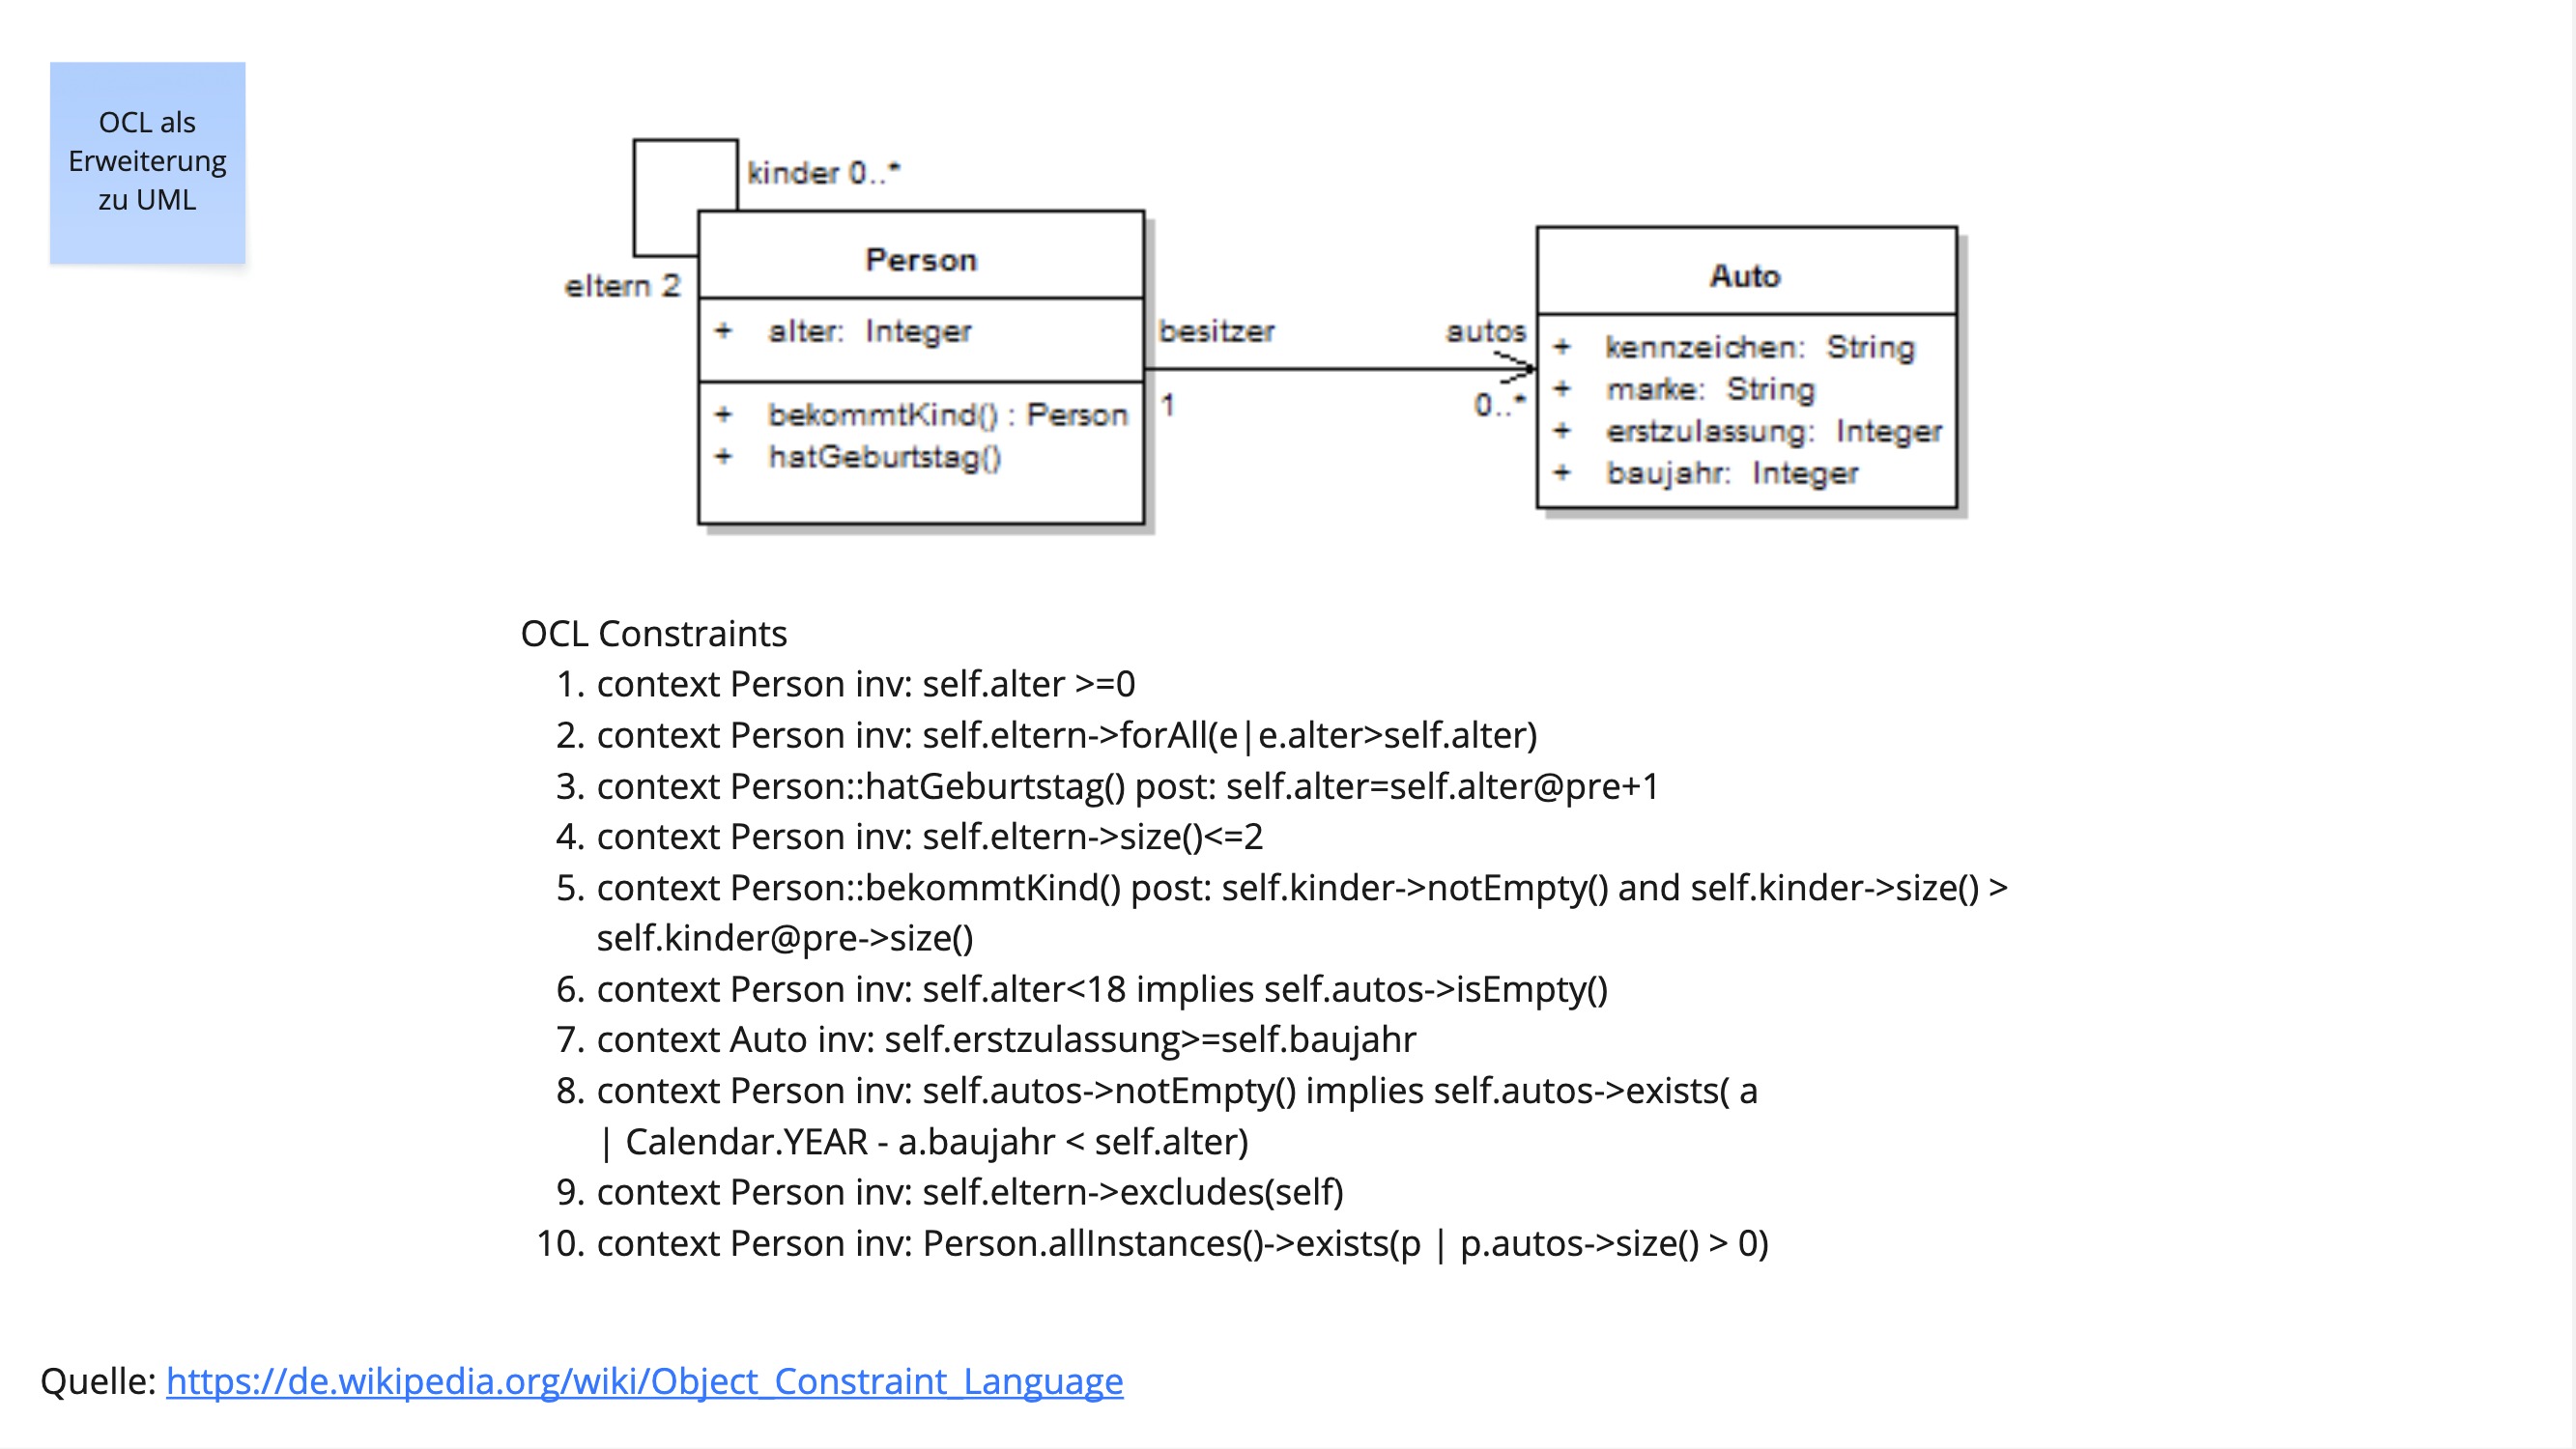 OCL als
Erweiterung
zu UML
kinder 0..*
eltern 2
Person
+ alter: Integer
+ bekommtKind() : Person
+ hatGeburtstag()
besitzer
1
autos
0..*
Auto
+ kennzeichen: String
+ marke: String
+ erstzulassung: Integer
+ baujahr: Integer
OCL Constraints
1. context Person inv: self.alter >=0
2. context Person inv: self.eltern->forAll(e|e.alter>self.alter)
3. context Person::hatGeburtstag() post: self.alter=self.alter@pre+1
4. context Person inv: self.eltern->size()<=2
5. context Person::bekommtKind() post: self.kinder->notEmpty() and self.kinder->size() >
self.kinder@pre->size()
6. context Person inv: self.alter<18 implies self.autos->isEmpty()
7. context Auto inv: self.erstzulassung>=self.baujahr
8. context Person inv: self.autos->notEmpty() implies self.autos->exists( a
| Calendar.YEAR - a.baujahr < self.alter)
9. context Person inv: self.eltern->excludes(self)
10. context Person inv: Person.allInstances()->exists(p | p.autos->size() > 0)
Quelle: https://de.wikipedia.org/wiki/Object_Constraint_Language